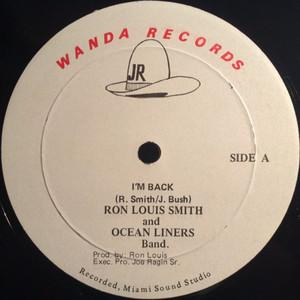 WANDA RECORDS
JR
SIDE A
I'M BACK
(R. Smith/J. Bush)
RON LOUIS SMITH
and
OCEAN LINERS
Band.
Prod. by: Ron Louis
Exec. Pro. Joe Ragin Sr.
Recorded, Miami Sound Studio